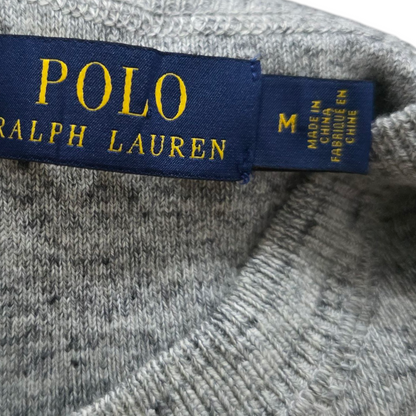 POLO
RALPH LAUREN
M
MADE IN
CHINA
FABRIQUE EN
CHINE